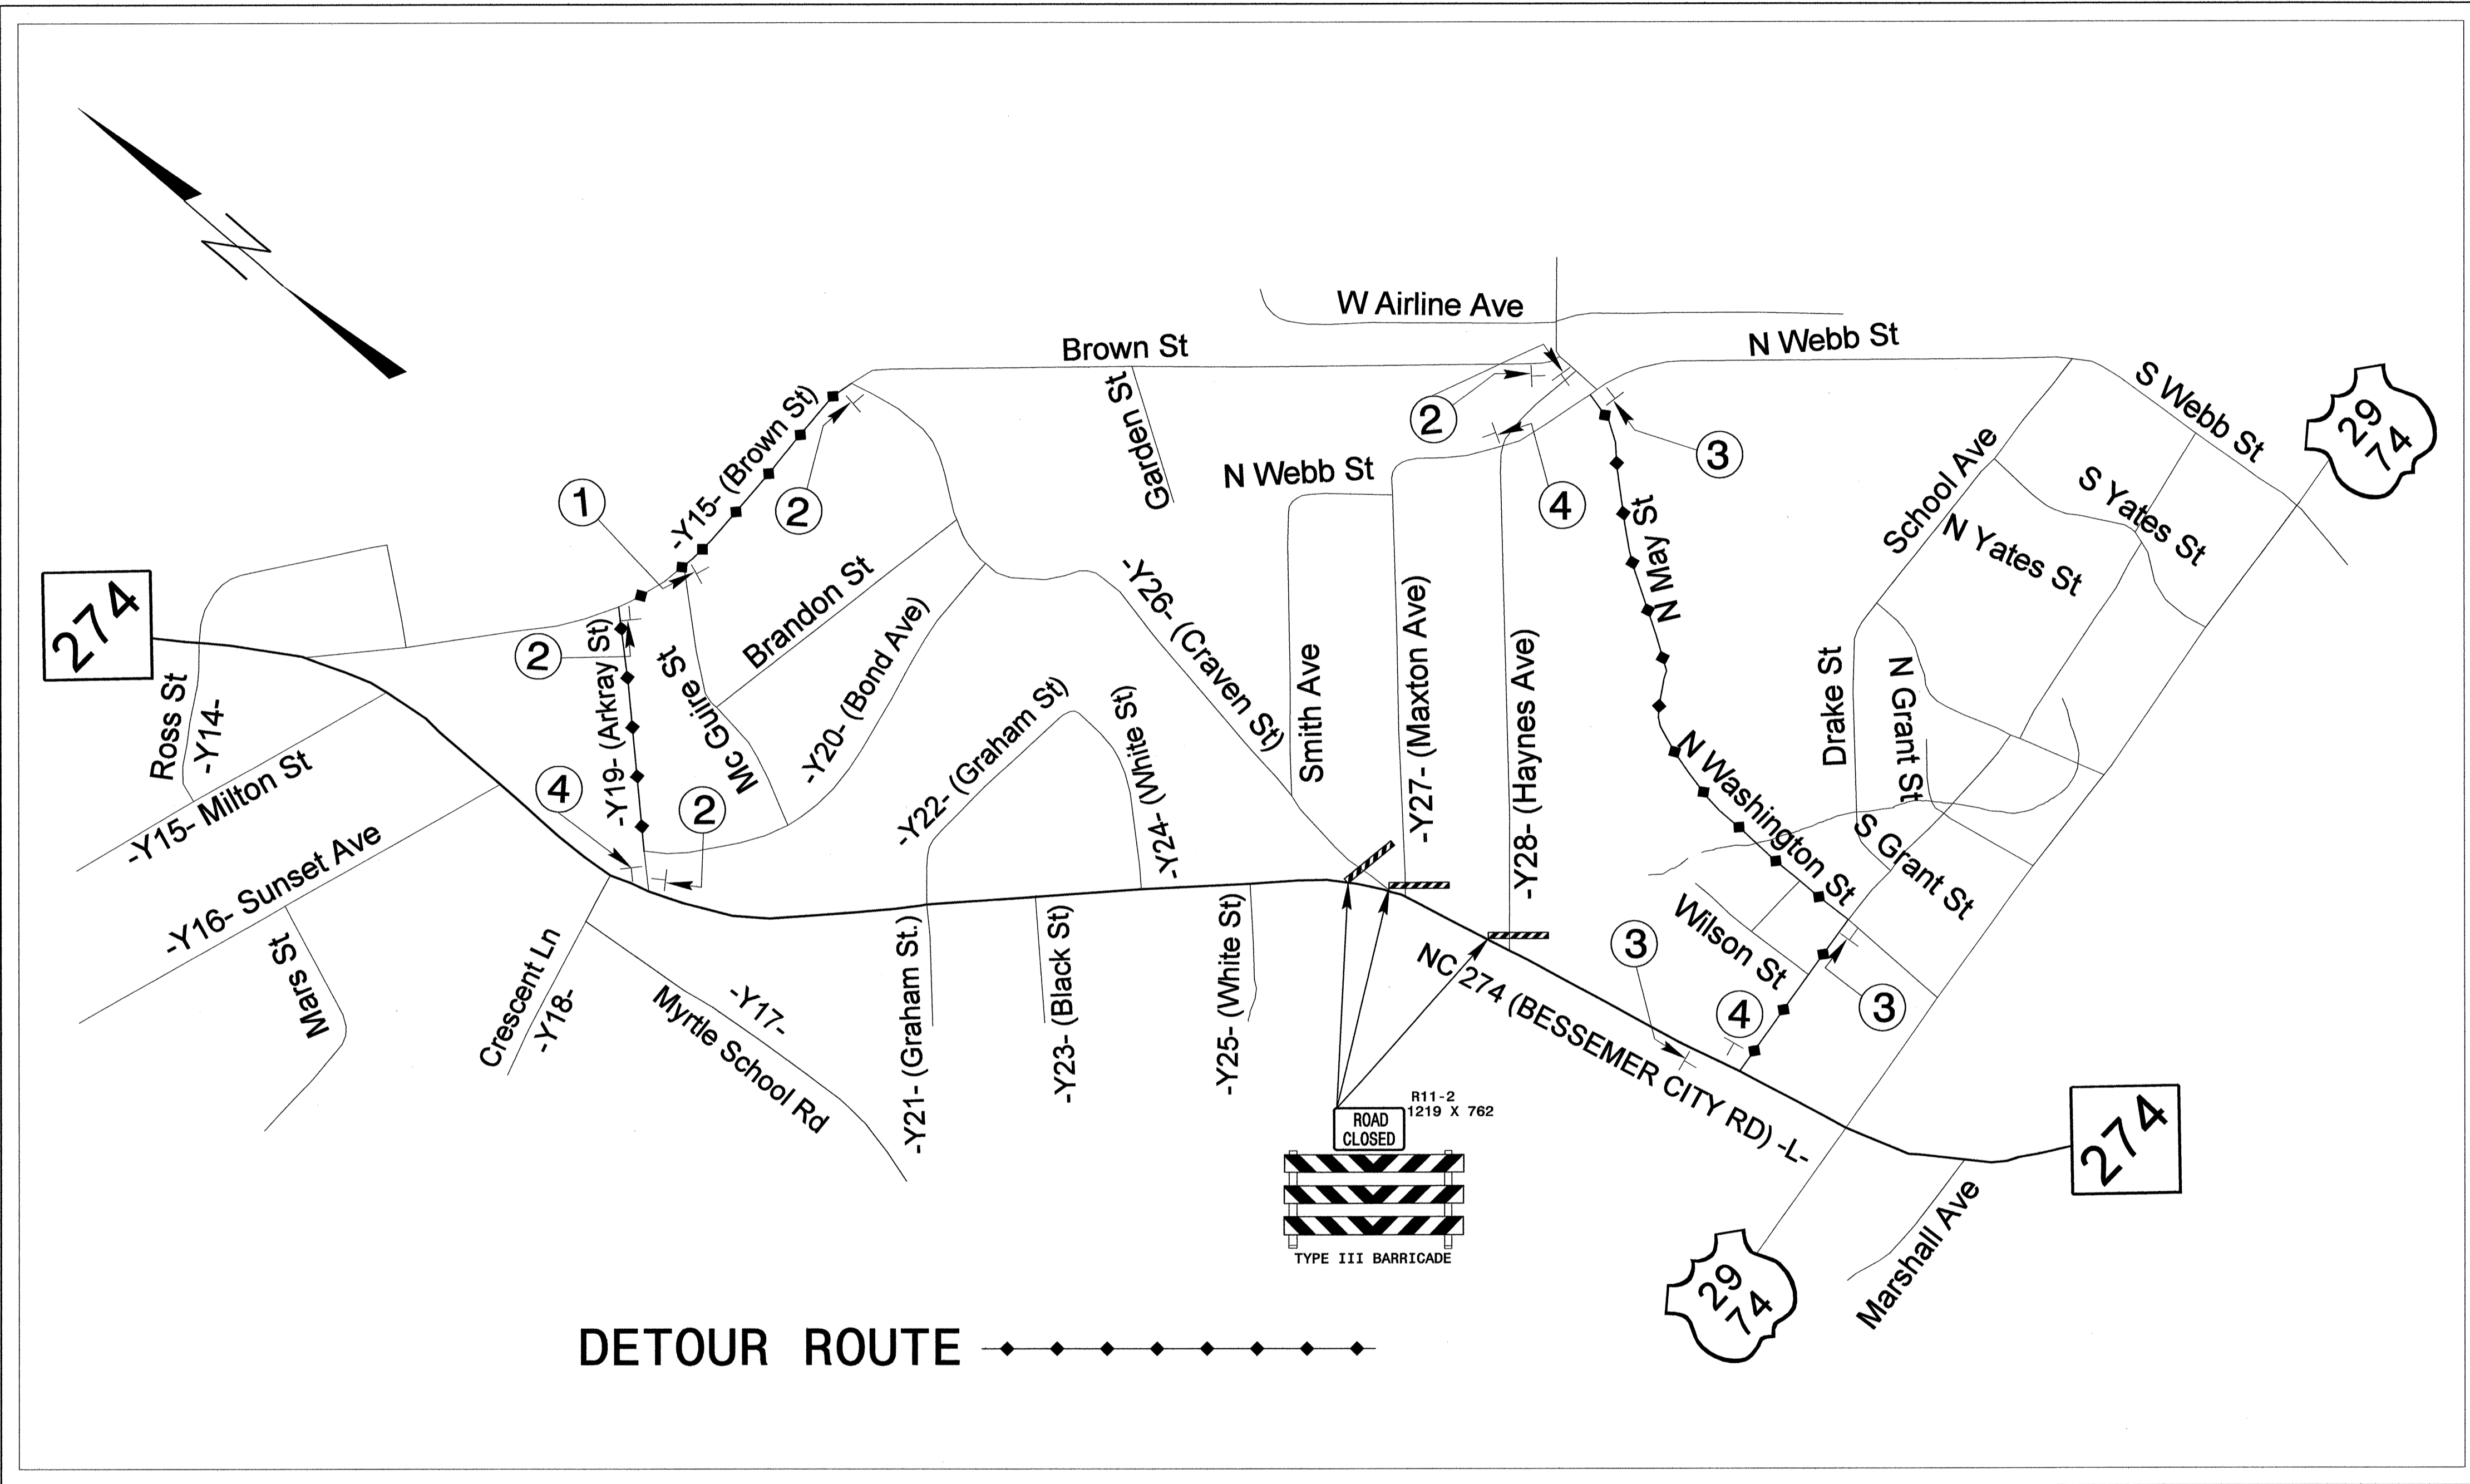 W Airline Ave
Brown St
N Webb St
S Webb St
29
74
Garden St
-Y15- (Brown St)
2
2
3
N Webb St
4
1
School Ave
S Yates St
N Yates St
N May St
-Y26- (Craven St)
Brandon St
274
2
-Y19- (Arkray St)
Mc Guire St
-Y20- (Bond Ave)
Ross St
-Y14-
-Y22- (Graham St)
-Y24- (White St)
Smith Ave
-Y27- (Maxton Ave)
-Y28- (Haynes Ave)
Drake St
N Grant St
N Washington St
S Grant St
-Y15- Milton St
4
2
-Y16- Sunset Ave
Mars St
Crescent Ln
-Y18-
-Y17-
Myrtle School Rd
-Y21- (Graham St.)
-Y23- (Black St)
-Y25- (White St)
NC 274 (BESSEMER CITY RD) -L-
3
Wilson St
4
3
R11-2
1219 X 762
ROAD
CLOSED
TYPE III BARRICADE
274
Marshall Ave
29
74
DETOUR ROUTE